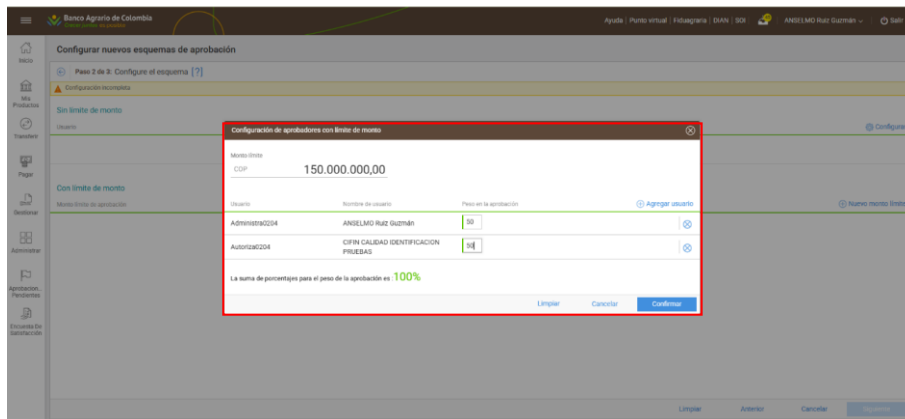 Banco Agrario de Colombia
Ayuda | Punto virtual | Fiduagraria | DIAN | SOI
ANSELMO Ruiz Guzmán
Salir
Inicio
Mis Productos
Transferir
Pagar
Gestionar
Administrar
Aprobacion... Pendientes
Encuesta De Satisfacción
Configurar nuevos esquemas de aprobación
Paso 2 de 3: Configure el esquema [?]
Configuración incompleta
Sin límite de monto
Usuario
Configurar
Con límite de monto
Monto límite de aprobación
Nuevo monto límite
Configuración de aprobadores con límite de monto
Monto límite
COP 150.000.000,00
Usuario Nombre de usuario Peso en la aprobación Agregar usuario
Administra0204 ANSELMO Ruiz Guzmán 50
Autoriza0204 CIFIN CALIDAD IDENTIFICACION PRUEBAS 50
La suma de porcentajes para el peso de la aprobación es : 100%
Limpiar Cancelar Confirmar
Limpiar Anterior Cancelar